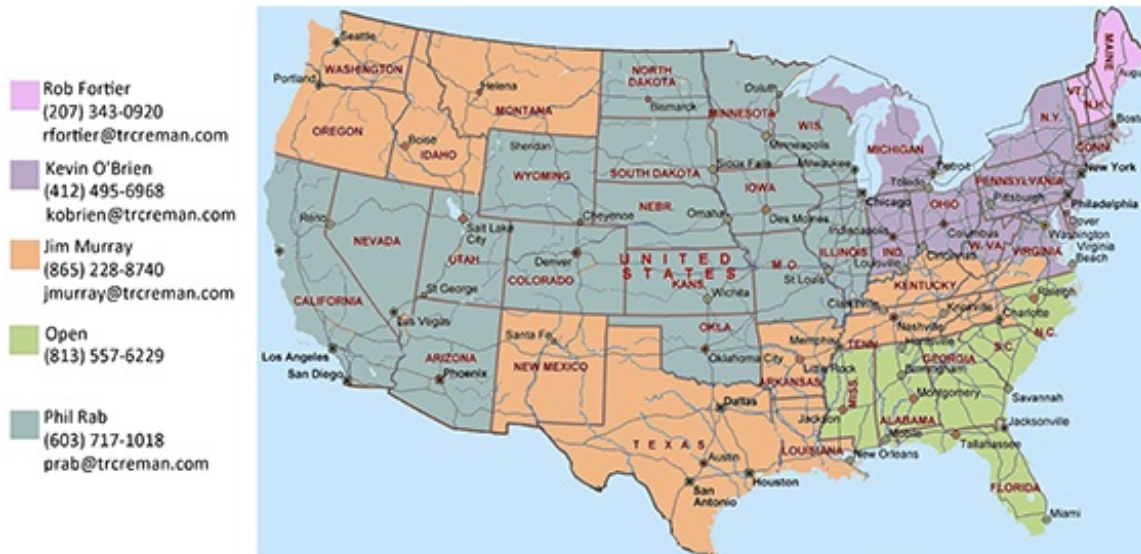 Rob Fortier
(207) 343-0920
rfortier@trcreman.com
Kevin O'Brien
(412) 495-6968
kobrien@trcreman.com
Jim Murray
(865) 228-8740
jmurray@trcreman.com
Open
(813) 557-6229
Phil Rab
(603) 717-1018
prab@trcreman.com
Seattle
WASHINGTON
Portland
OREGON
Helena
MONTANA
Boise
IDAHO
NORTH
DAKOTA
Bismarck
Duluth
MINNESOTA
Minneapolis
WIS.
Milwaukee
MICHIGAN
Detroit
MAINE
Augu
VT.
N.H.
N.Y.
Bost
CONN.
New York
Sheridan
WYOMING
Cheyenne
SOUTH DAKOTA
Sioux Falls
NEBR.
Omaha
IOWA
Des Moines
Chicago
Toledo
PENNSYLVANIA
Pittsburgh
Philadelphia
OHIO
Columbus
Dover
Washington
Reno
NEVADA
Salt Lake
City
UTAH
Denver
COLORADO
UNITED
STATES
KANS.
Wichita
M.O.
St Louis
ILLINOIS
Indianapolis
IND.
Cincinnati
Louisville
W. VA.
VIRGINIA
Virginia
Beach
KENTUCKY
CALIFORNIA
St George
Las Vegas
Los Angeles
San Diego
ARIZONA
Phoenix
Santa Fe
NEW MEXICO
OKLA.
Oklahoma City
Clarksville
Nashville
Knoxville
Raleigh
Charlotte
N.C.
S.C.
TENN.
Memphis
Huntsville
Little Rock
ARKANSAS
GEORGIA
Birmingham
MISS.
Montgomery
Savannah
Dallas
Jackson
ALABAMA
Mobile
Jacksonville
Tallahassee
TEXAS
LOUISIANA
New Orleans
Austin
Houston
San
Antonio
FLORIDA
Miami